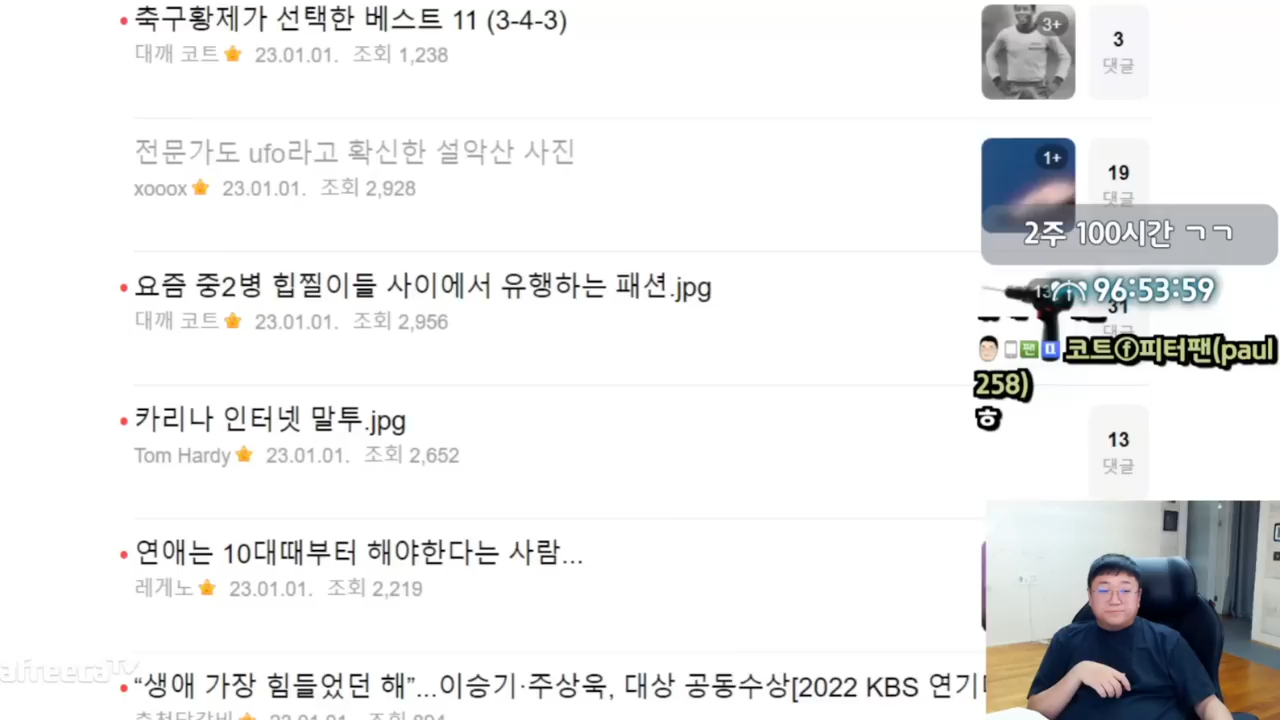 축구황제가 선택한 베스트 11 (3-4-3)
대깨 코트 23.01.01. 조회 1,238
3+
3
댓글
전문가도 ufo라고 확신한 설악산 사진
xooox 23.01.01. 조회 2,928
1+
19
댓글
2주 100시간 ㄱㄱ
요즘 중2병 힙찔이들 사이에서 유행하는 패션.jpg
대깨 코트 23.01.01. 조회 2,956
96:53:59
31
댓글
코트ⓕ피터팬(paul
258)
ㅎ
카리나 인터넷 말투.jpg
Tom Hardy 23.01.01. 조회 2,652
13
댓글
연애는 10대때부터 해야한다는 사람...
레게노 23.01.01. 조회 2,219
afreecaTV
“생애 가장 힘들었던 해”...이승기·주상욱, 대상 공동수상[2022 KBS 연기